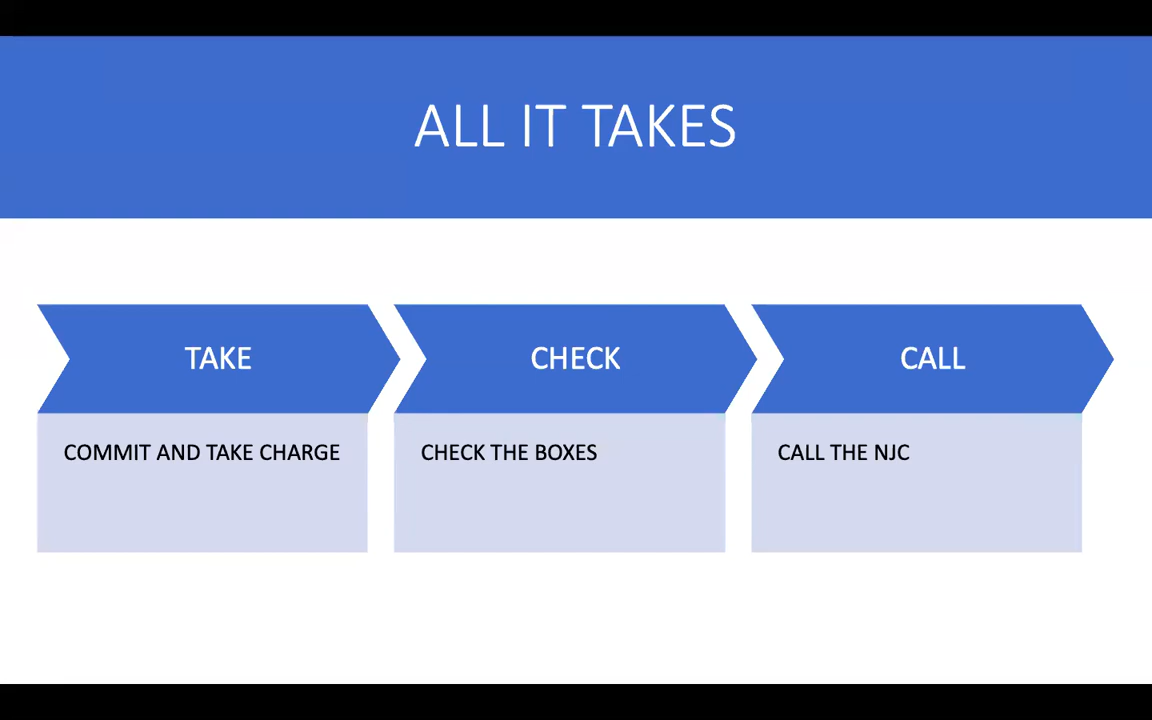 ALL IT TAKES
TAKE
COMMIT AND TAKE CHARGE
CHECK
CHECK THE BOXES
CALL
CALL THE NJC